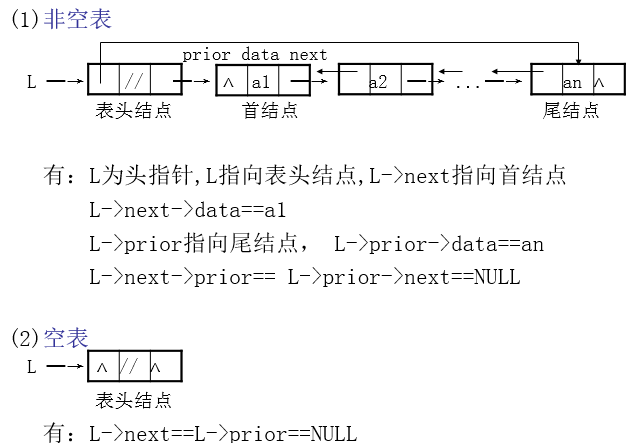 (1)非空表
prior data next
L // ∧ a1 a2 ... an ∧
表头结点 首结点 尾结点
有：L为头指针,L指向表头结点,L->next指向首结点
L->next->data==a1
L->prior指向尾结点， L->prior->data==an
L->next->prior== L->prior->next==NULL
(2)空表
L ∧ // ∧
表头结点
有：L->next==L->prior==NULL